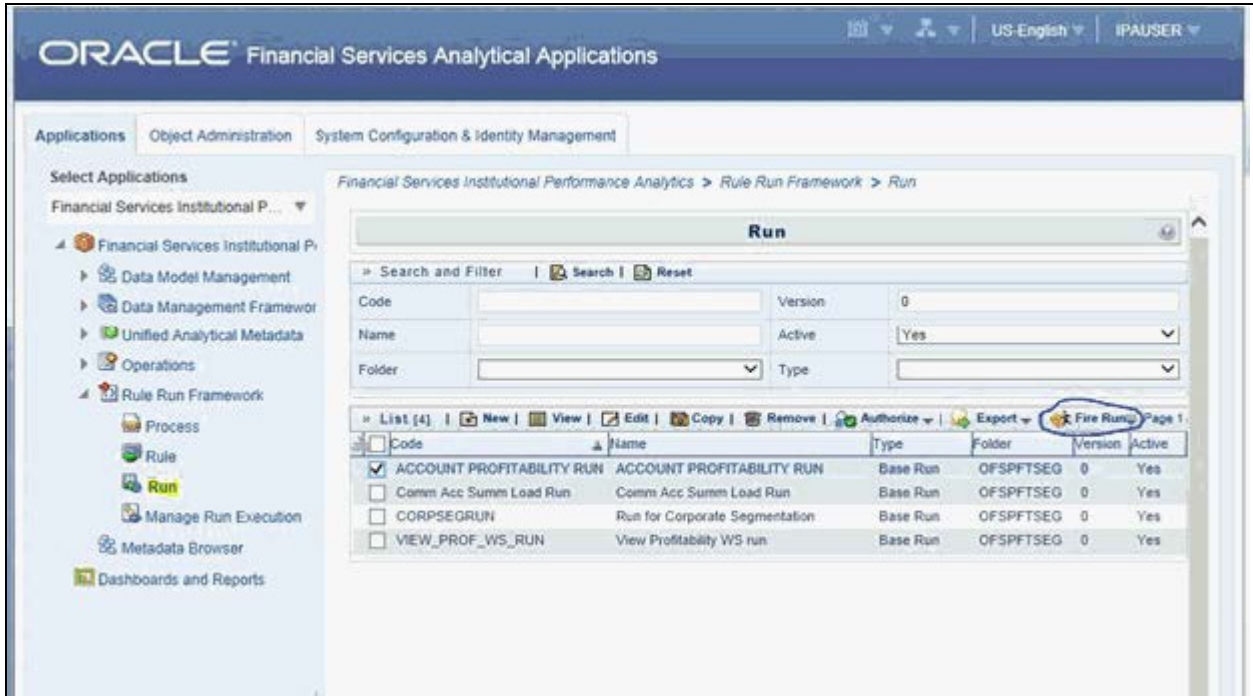 US-English IPAUSER
ORACLE Financial Services Analytical Applications
Applications Object Administration System Configuration & Identity Management
Select Applications
Financial Services Institutional P...
Financial Services Institutional P
Data Model Management
Data Management Framewor
Unified Analytical Metadata
Operations
Rule Run Framework
Process
Rule
Run
Manage Run Execution
Metadata Browser
Dashboards and Reports
Financial Services Institutional Performance Analytics > Rule Run Framework > Run
Run
» Search and Filter | Search | Reset
Code Version 0
Name Active Yes
Folder Type
» List [4] | New | View | Edit | Copy | Remove | Authorize | Export | Fire Run Page 1
Code Name Type Folder Version Active
ACCOUNT PROFITABILITY RUN ACCOUNT PROFITABILITY RUN Base Run OFSPFTSEG 0 Yes
Comm Acc Summ Load Run Comm Acc Summ Load Run Base Run OFSPFTSEG 0 Yes
CORPSEGRUN Run for Corporate Segmentation Base Run OFSPFTSEG 0 Yes
VIEW_PROF_WS_RUN View Profitability WS run Base Run OFSPFTSEG 0 Yes